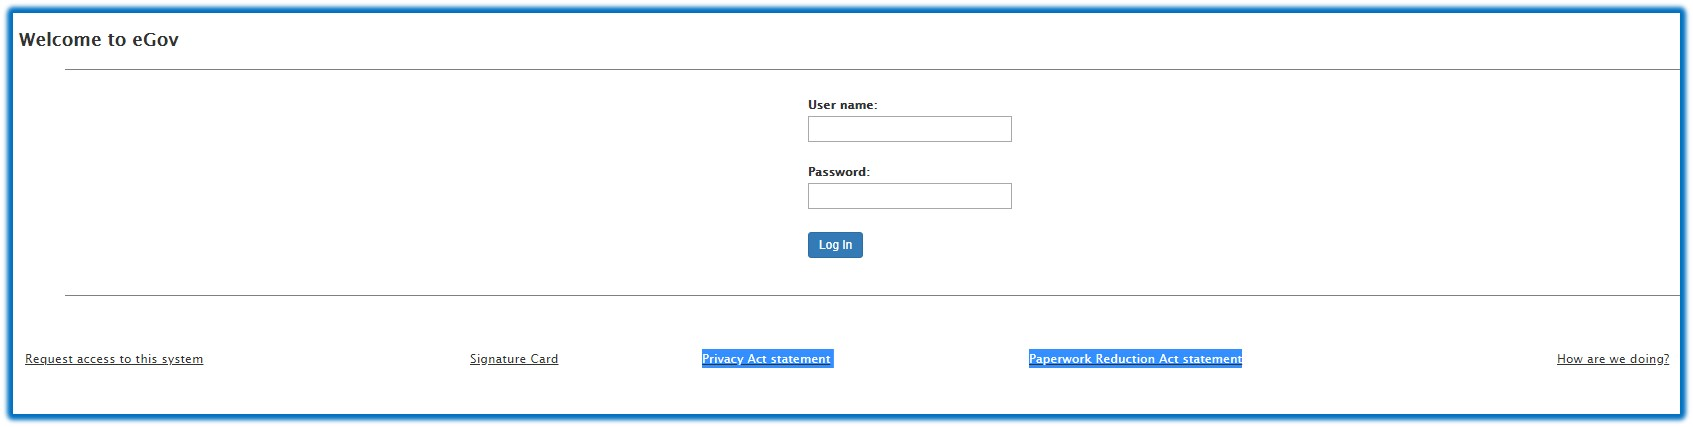 Welcome to eGov
User name:
Password:
Log In
Request access to this system
Signature Card
Privacy Act statement
Paperwork Reduction Act statement
How are we doing?